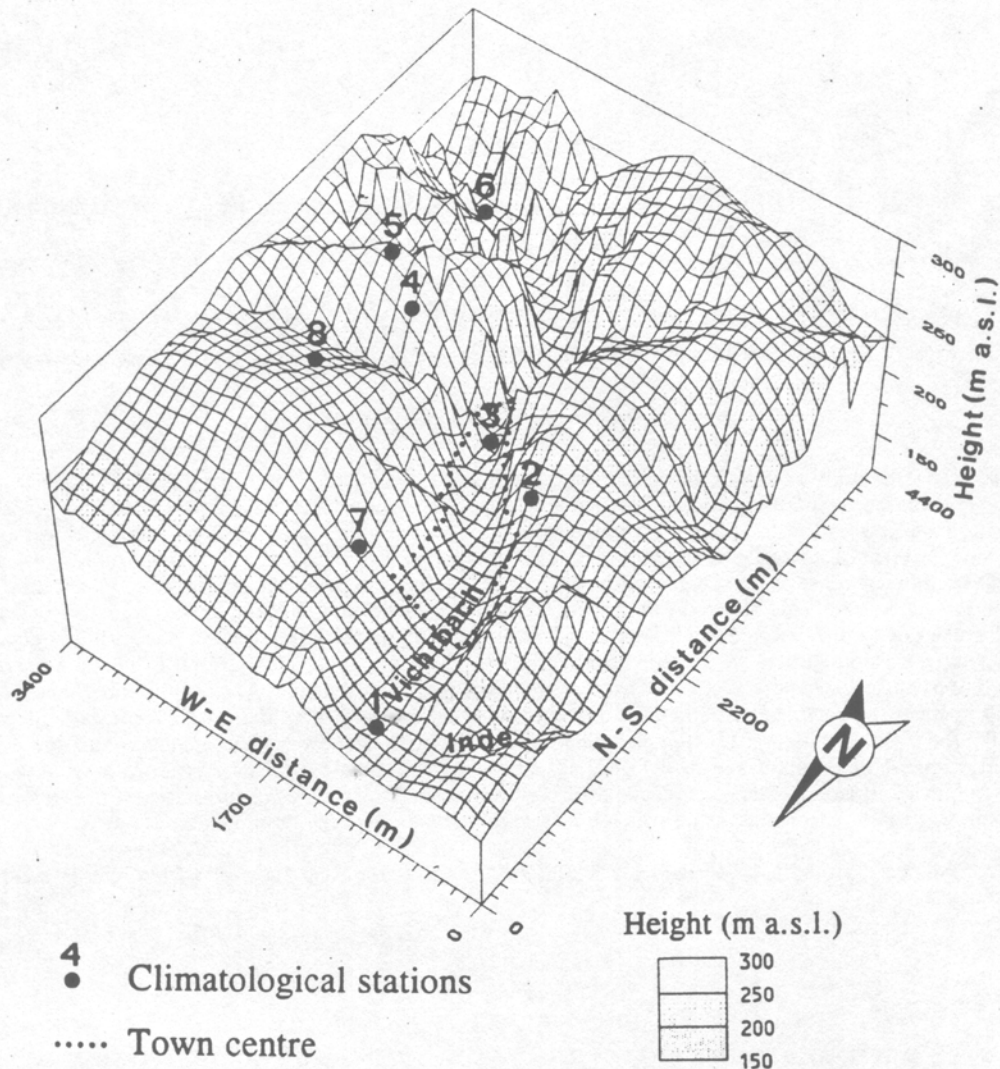 6
5
4
8
3
2
7
1
Vichtbach
Inde
300
250
200
150
Height (m a.s.l.)
4400
2200
0
N-S distance (m)
3400
1700
0
W-E distance (m)
N
4
Climatological stations
Town centre
Height (m a.s.l.)
300
250
200
150